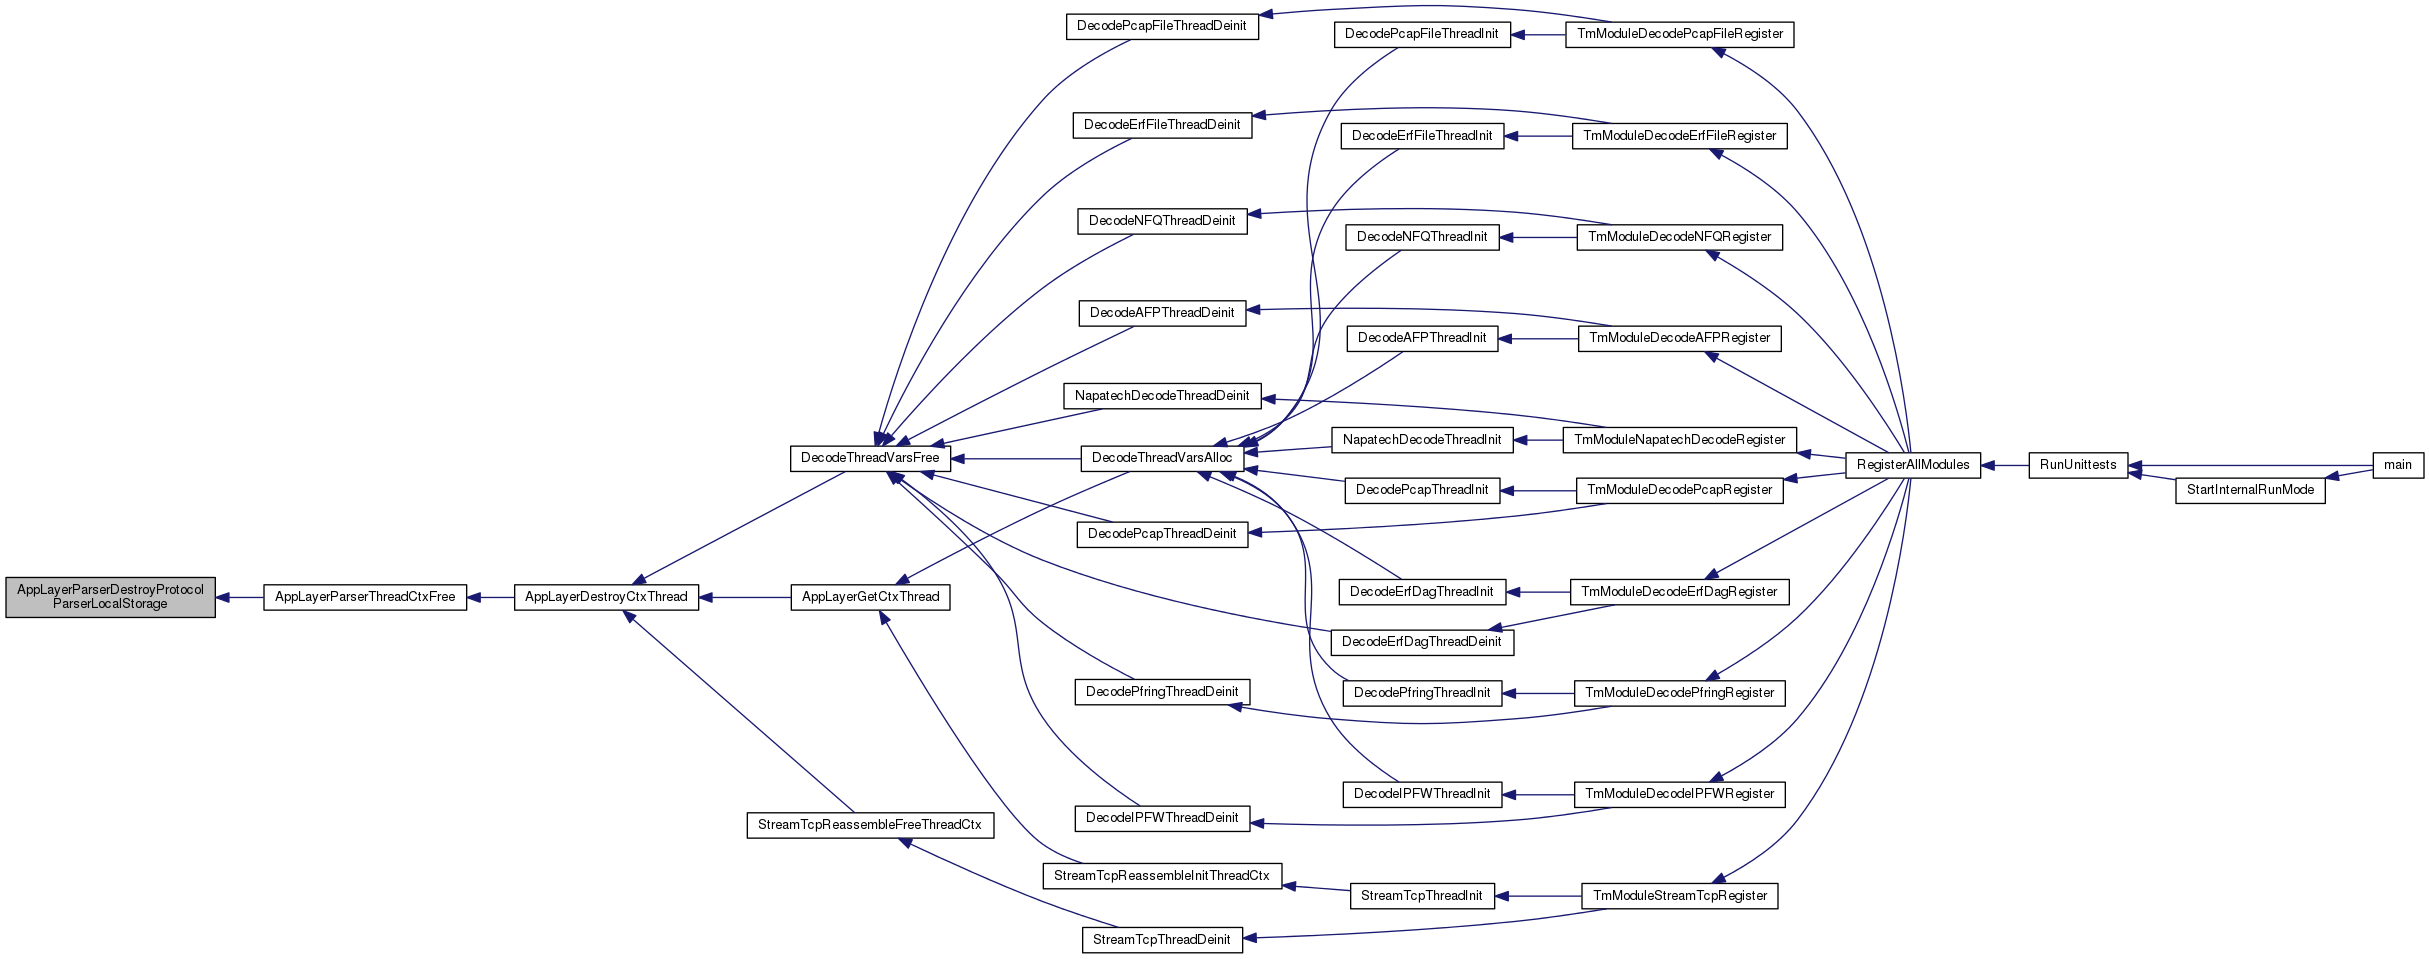 DecodePcapFileThreadDeinit
DecodePcapFileThreadInit
TmModuleDecodePcapFileRegister
DecodeErfFileThreadDeinit
DecodeErfFileThreadInit
TmModuleDecodeErfFileRegister
DecodeNFQThreadDeinit
DecodeNFQThreadInit
TmModuleDecodeNFQRegister
DecodeAFPThreadDeinit
DecodeAFPThreadInit
TmModuleDecodeAFPRegister
NapatechDecodeThreadDeinit
NapatechDecodeThreadInit
TmModuleNapatechDecodeRegister
DecodeThreadVarsFree
DecodeThreadVarsAlloc
RegisterAllModules
RunUnittests
main
DecodePcapThreadInit
TmModuleDecodePcapRegister
StartInternalRunMode
DecodePcapThreadDeinit
AppLayerParserDestroyProtocol
ParserLocalStorage
AppLayerParserThreadCtxFree
AppLayerDestroyCtxThread
AppLayerGetCtxThread
DecodeErfDagThreadInit
TmModuleDecodeErfDagRegister
DecodeErfDagThreadDeinit
DecodePfringThreadDeinit
DecodePfringThreadInit
TmModuleDecodePfringRegister
DecodeIPFWThreadInit
TmModuleDecodeIPFWRegister
DecodeIPFWThreadDeinit
StreamTcpReassembleFreeThreadCtx
StreamTcpReassembleInitThreadCtx
StreamTcpThreadInit
TmModuleStreamTcpRegister
StreamTcpThreadDeinit